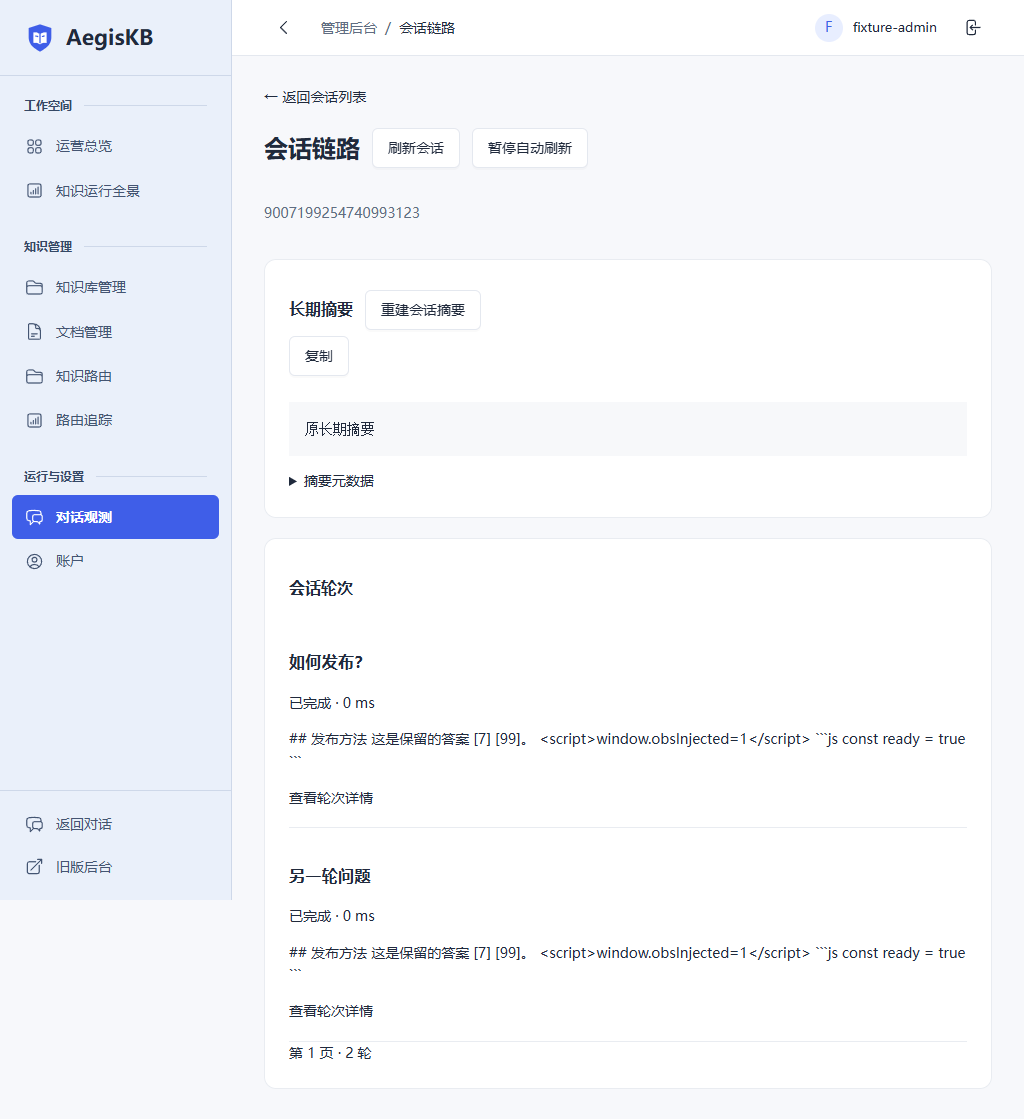 AegisKB
工作空间
运营总览
知识运行全景
知识管理
知识库管理
文档管理
知识路由
路由追踪
运行与设置
对话观测
账户
返回对话
旧版后台
管理后台 / 会话链路
F fixture-admin
← 返回会话列表
会话链路 刷新会话 暂停自动刷新
9007199254740993123
长期摘要 重建会话摘要
复制
原长期摘要
▶ 摘要元数据
会话轮次
如何发布?
已完成 · 0 ms
## 发布方法 这是保留的答案 [7] [99]。 <script>window.obsInjected=1</script> ```js const ready = true
```
查看轮次详情
另一轮问题
已完成 · 0 ms
## 发布方法 这是保留的答案 [7] [99]。 <script>window.obsInjected=1</script> ```js const ready = true
```
查看轮次详情
第 1 页 · 2 轮